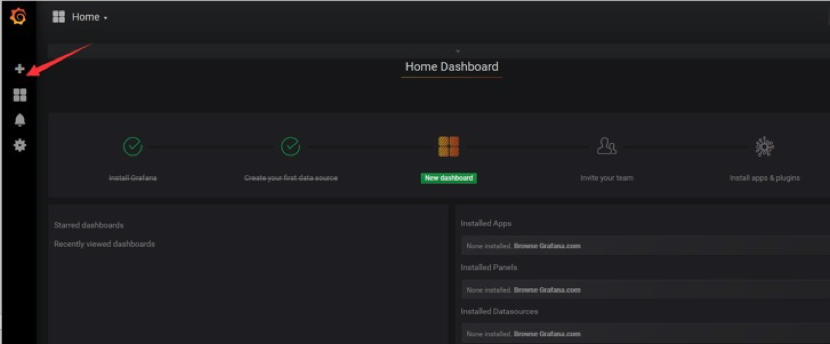 Home
Home Dashboard
Install Grafana
Create your first data source
New dashboard
Invite your team
Install apps & plugins
Starred dashboards
Recently viewed dashboards
Installed Apps
None installed. Browse Grafana.com
Installed Panels
None installed. Browse Grafana.com
Installed Datasources
None installed. Browse Grafana.com